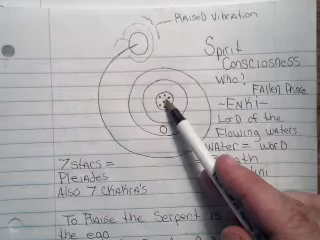 Raised Vibration
Spirit
Consciousness
Who?
Fallen
~Enki~
Lord of the
Flowing waters
water = word
7 stars =
Pleiades
Also 7 chakra's
To Raise the Serpent is
the ego